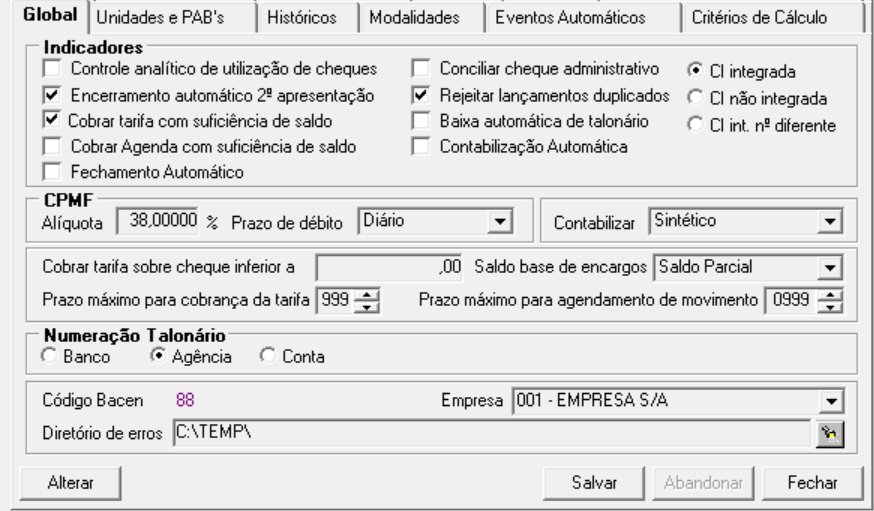 Global Unidades e PAB's Históricos Modalidades Eventos Automáticos Critérios de Cálculo
Indicadores
Controle analítico de utilização de cheques Conciliar cheque administrativo CI integrada
Encerramento automático 2ª apresentação Rejeitar lançamentos duplicados CI não integrada
Cobrar tarifa com suficiência de saldo Baixa automática de talonário CI int. nº diferente
Cobrar Agenda com suficiência de saldo Contabilização Automática
Fechamento Automático
CPMF
Alíquota 38,00000 % Prazo de débito Diário Contabilizar Sintético
Cobrar tarifa sobre cheque inferior a ,00 Saldo base de encargos Saldo Parcial
Prazo máximo para cobrança da tarifa 999 Prazo máximo para agendamento de movimento 0999
Numeração Talonário
Banco Agência Conta
Código Bacen 88 Empresa 001 - EMPRESA S/A
Diretório de erros C:\TEMP\
Alterar Salvar Abandonar Fechar